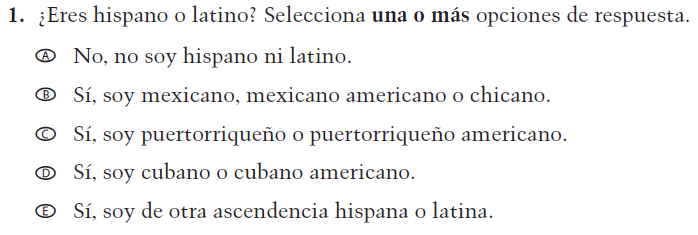 1. ¿Eres hispano o latino? Selecciona una o más opciones de respuesta.
A No, no soy hispano ni latino.
B Sí, soy mexicano, mexicano americano o chicano.
C Sí, soy puertorriqueño o puertorriqueño americano.
D Sí, soy cubano o cubano americano.
E Sí, soy de otra ascendencia hispana o latina.